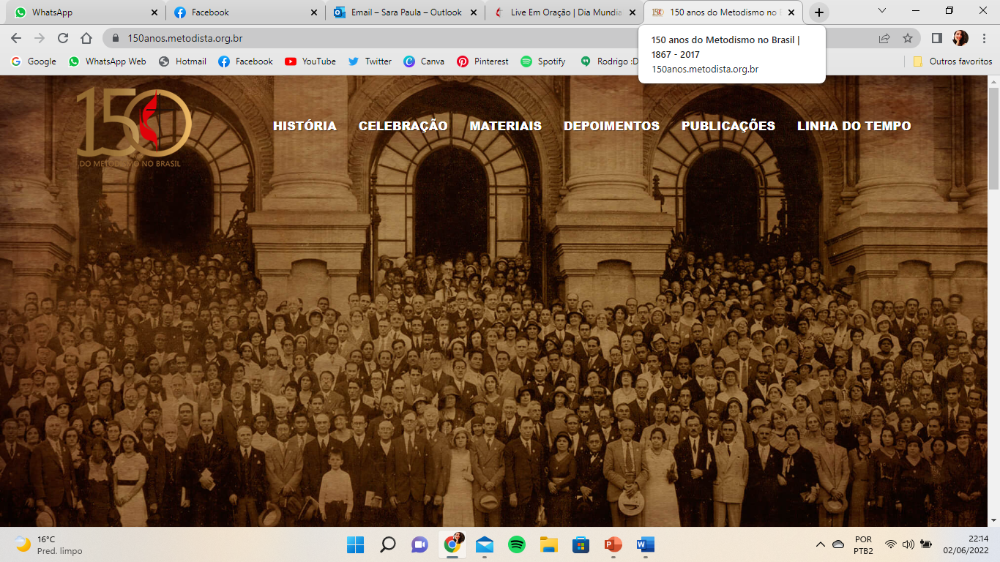 WhatsApp
Facebook
Email – Sara Paula – Outlook
Live Em Oração | Dia Mundia
150 anos do Metodismo no B
150anos.metodista.org.br
150 anos do Metodismo no Brasil |
1867 - 2017
150anos.metodista.org.br
Google
WhatsApp Web
Hotmail
Facebook
YouTube
Twitter
Canva
Pinterest
Spotify
Rodrigo :D
Outros favoritos
150
DO METODISMO NO BRASIL
HISTÓRIA
CELEBRAÇÃO
MATERIAIS
DEPOIMENTOS
PUBLICAÇÕES
LINHA DO TEMPO
16°C
Pred. limpo
POR
PTB2
22:14
02/06/2022